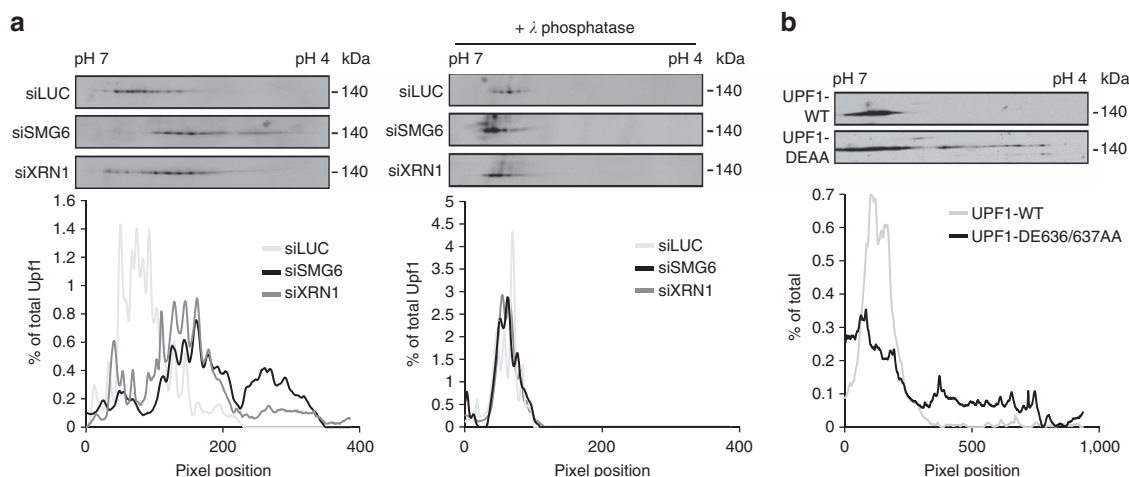 a
+ λ phosphatase
b
pH 7 pH 4 kDa
siLUC -140
siSMG6 -140
siXRN1 -140
pH 7 pH 4 kDa
siLUC -140
siSMG6 -140
siXRN1 -140
pH 7 pH 4 kDa
UPF1-
WT -140
UPF1-
DEAA -140
% of total Upf1
1.6
1.4
1.2
1
0.8
0.6
0.4
0.2
0
siLUC
siSMG6
siXRN1
0 200 400
Pixel position
% of total Upf1
5
4.5
4
3.5
3
2.5
2
1.5
1
0.5
0
siLUC
siSMG6
siXRN1
0 200 400
Pixel position
% of total
0.7
0.6
0.5
0.4
0.3
0.2
0.1
0
UPF1-WT
UPF1-DE636/637AA
0 500 1,000
Pixel position